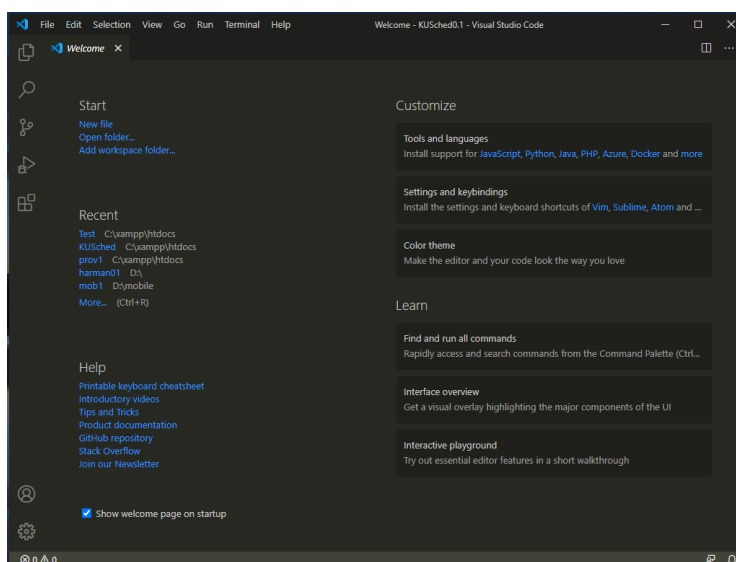 File Edit Selection View Go Run Terminal Help Welcome - KUSched0.1 - Visual Studio Code
Welcome
Start
New file
Open folder...
Add workspace folder...
Recent
Test C:\xampp\htdocs
KUSched C:\xampp\htdocs
prov1 C:\xampp\htdocs
harman01 D:\
mob1 D:\mobile
More... (Ctrl+R)
Help
Printable keyboard cheatsheet
Introductory videos
Tips and Tricks
Product documentation
GitHub repository
Stack Overflow
Join our Newsletter
Show welcome page on startup
Customize
Tools and languages
Install support for JavaScript, Python, Java, PHP, Azure, Docker and more
Settings and keybindings
Install the settings and keyboard shortcuts of Vim, Sublime, Atom and ...
Color theme
Make the editor and your code look the way you love
Learn
Find and run all commands
Rapidly access and search commands from the Command Palette (Ctrl...
Interface overview
Get a visual overlay highlighting the major components of the UI
Interactive playground
Try out essential editor features in a short walkthrough
0 0